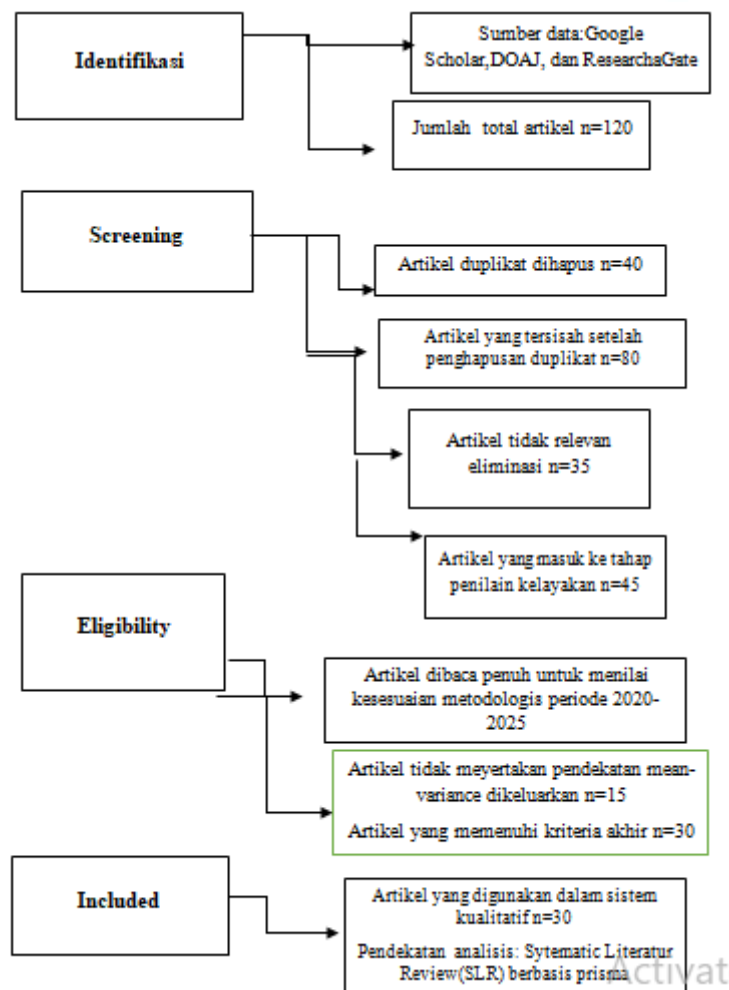 Identifikasi
Sumber data:Google
Scholar,DOAJ, dan ResearchaGate
Jumlah total artikel n=120
Screening
Artikel duplikat dihapus n=40
Artikel yang tersisah setelah
penghapusan duplikat n=80
Artikel tidak relevan
eliminasi n=35
Artikel yang masuk ke tahap
penilain kelayakan n=45
Eligibility
Artikel dibaca penuh untuk menilai
kesesuaian metodologis periode 2020-
2025
Artikel tidak meyertakan pendekatan mean-
variance dikeluarkan n=15
Artikel yang memenuhi kriteria akhir n=30
Included
Artikel yang digunakan dalam sistem
kualitatif n=30
Pendekatan analisis: Sytematic Literatur
Review(SLR) berbasis prisma
Activat